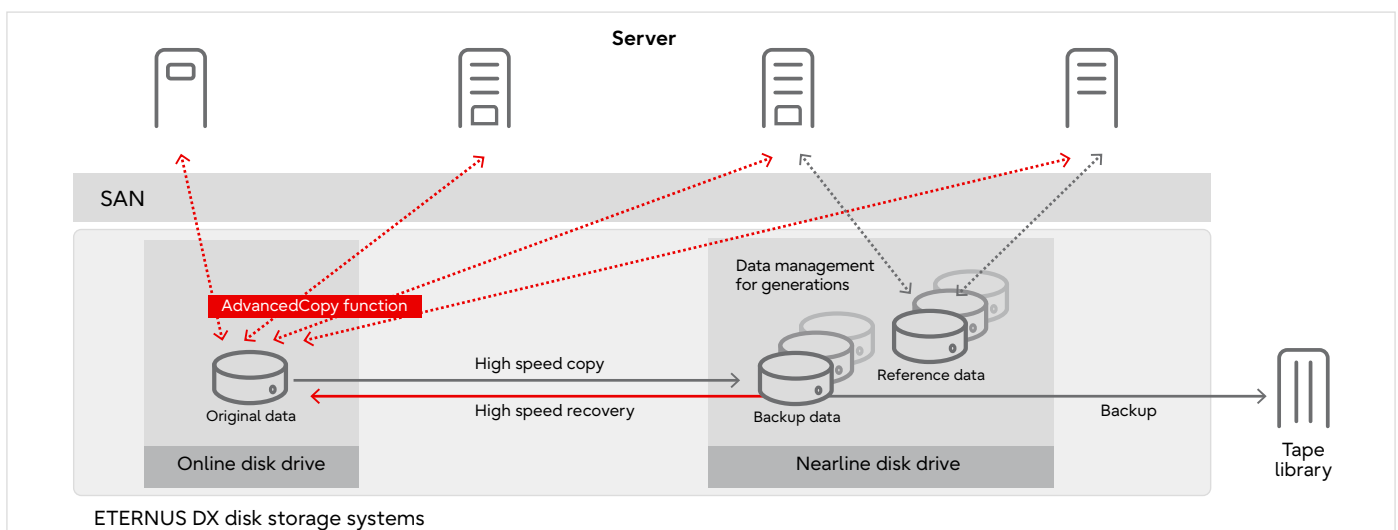 Server
SAN
Data management
for generations
AdvancedCopy function
High speed copy
Reference data
Original data
High speed recovery
Backup data
Backup
Online disk drive
Nearline disk drive
Tape
library
ETERNUS DX disk storage systems